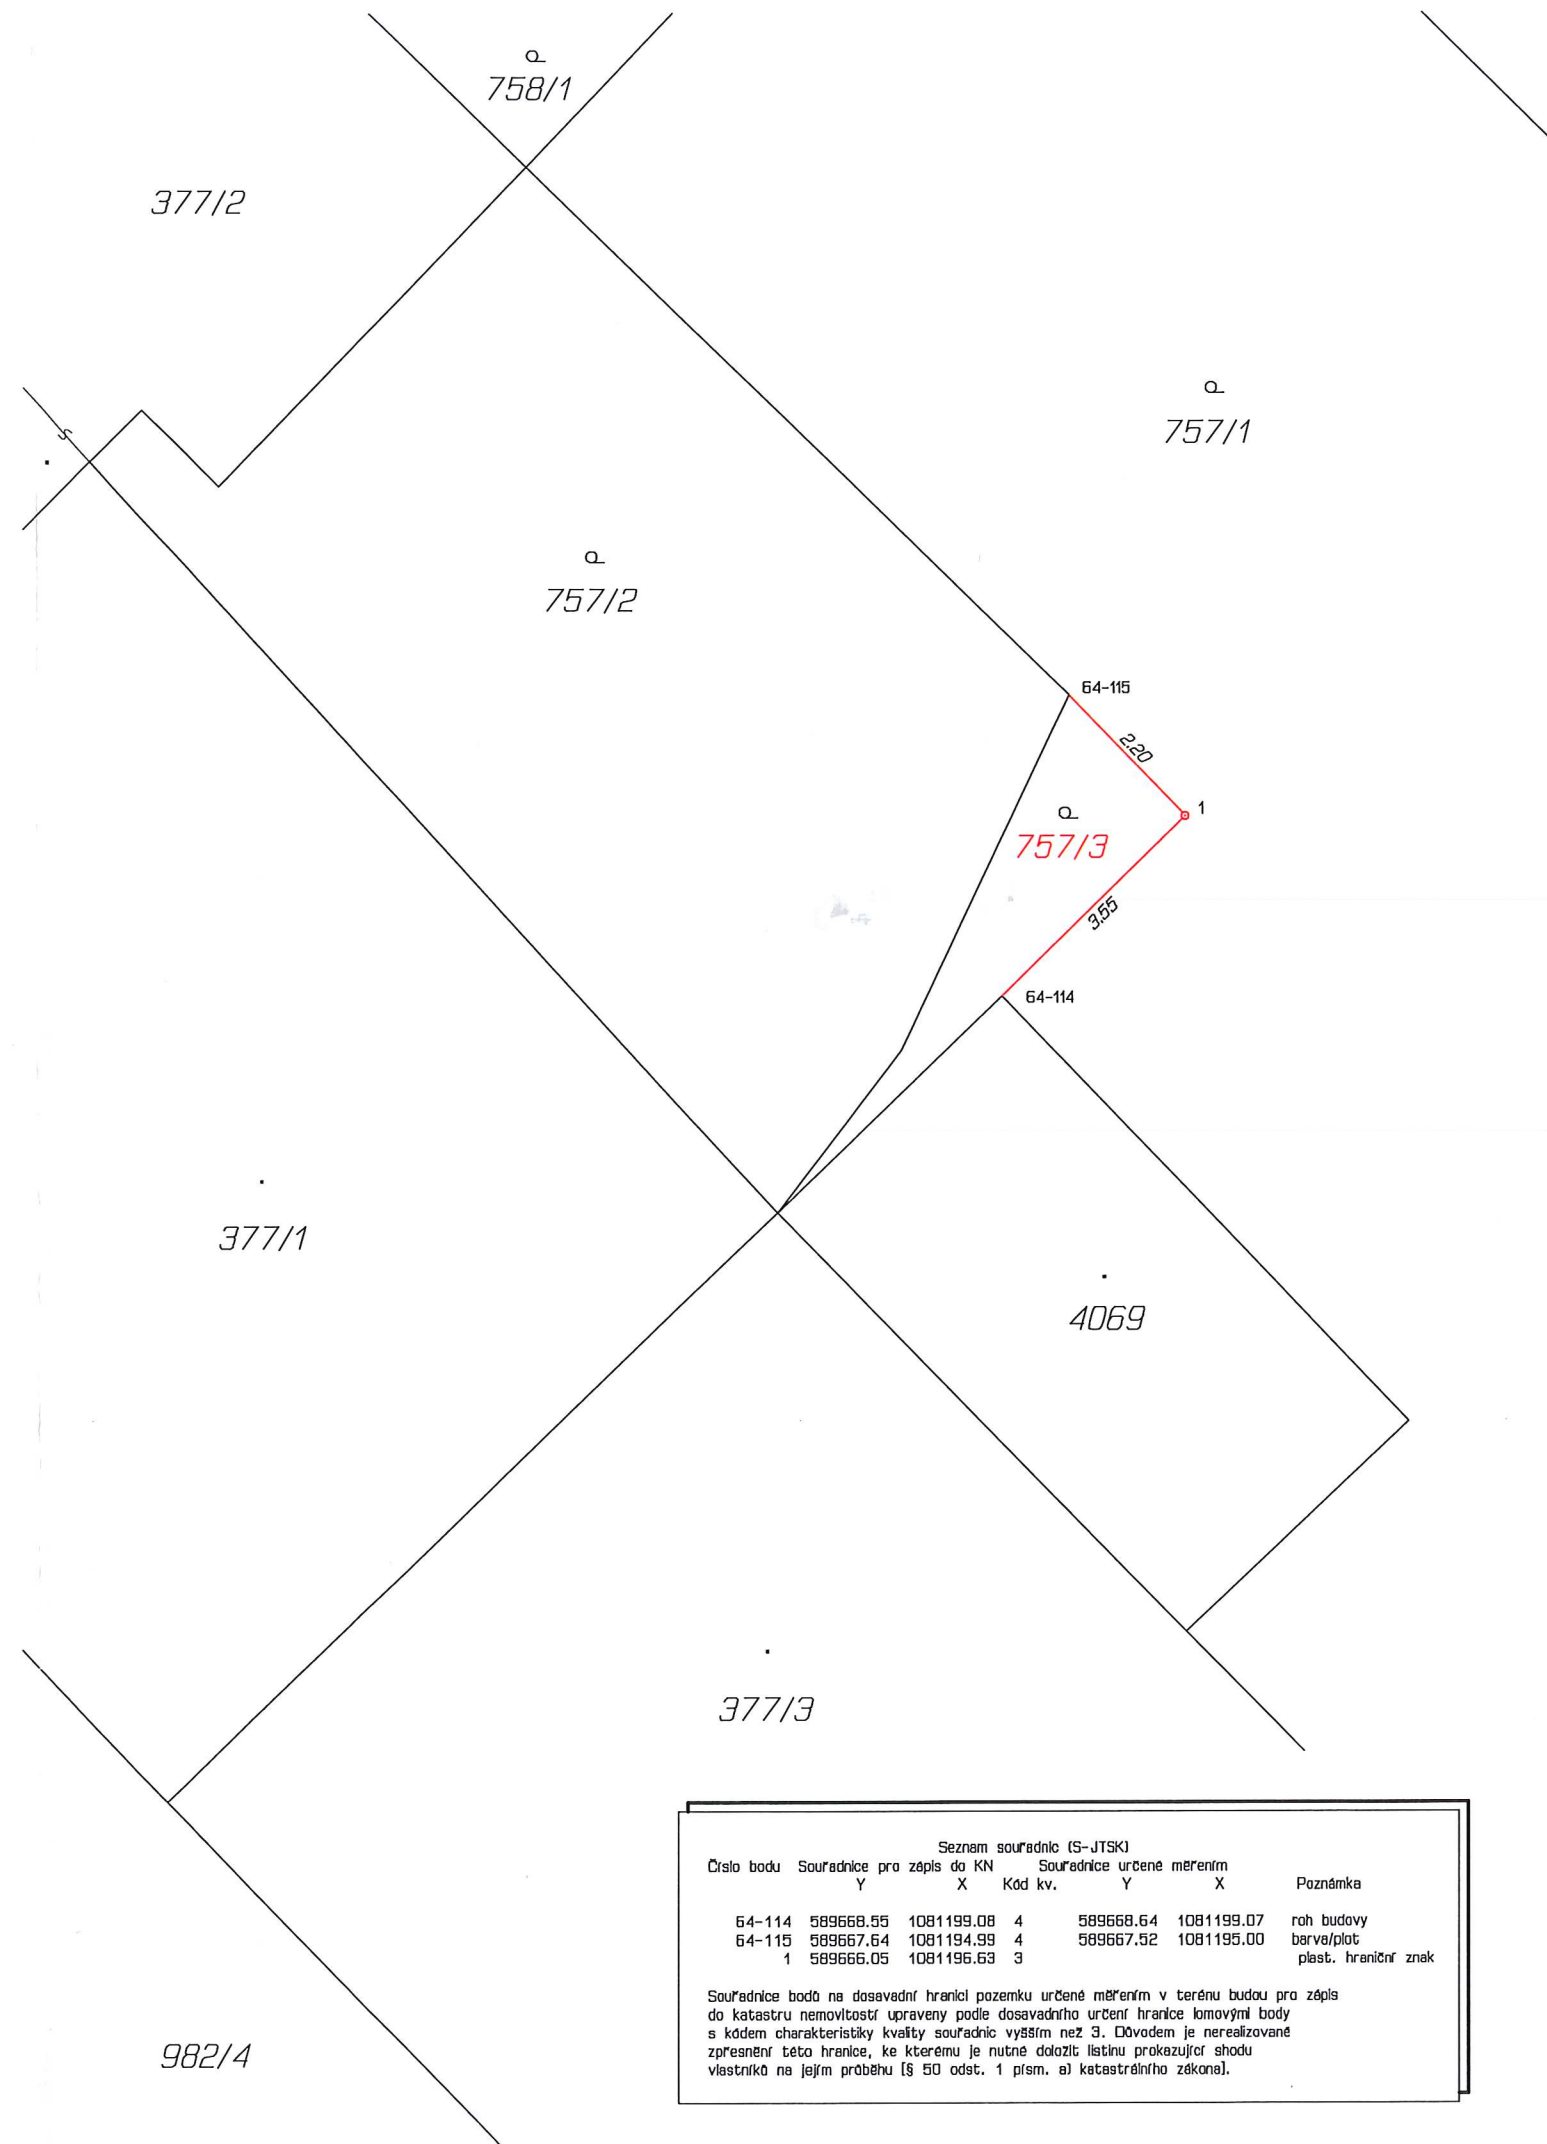 758/1
377/2
757/1
S
757/2
64-115
2.20
1
757/3
3.55
64-114
377/1
4069
377/3
Seznam souřadnic (S-JTSK)
Číslo bodu Souřadnice pro zápis do KN Souřadnice určené měřením
Y X Kód kv. Y X Poznámka
64-114 589668.55 1081199.08 4 589668.64 1081199.07 roh budovy
64-115 589667.64 1081194.99 4 589667.52 1081195.00 barva/plot
1 589666.05 1081196.63 3 plast. hraniční znak
Souřadnice bodů na dosavadní hranici pozemku určené měřením v terénu budou pro zápis
do katastru nemovitostí upraveny podle dosavadního určení hranice lomovými body
s kódem charakteristiky kvality souřadnic vyšším než 3. Důvodem je nerealizované
zpřesnění této hranice, ke kterému je nutné doložit listinu prokazující shodu
vlastníků na jejím průběhu [§ 50 odst. 1 písm. a) katastrálního zákona].
982/4